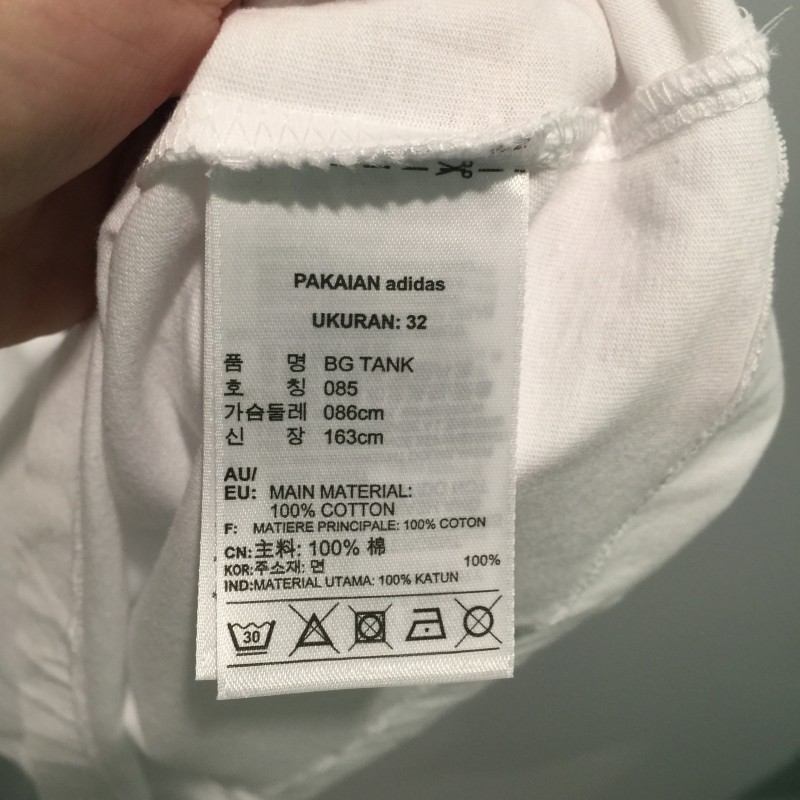 PAKAIAN adidas
UKURAN: 32
품 명 BG TANK
호 칭 085
가슴둘레 086cm
신 장 163cm
AU/
EU: MAIN MATERIAL:
100% COTTON
F: MATIERE PRINCIPALE: 100% COTON
CN:主料: 100% 棉
KOR:주소재: 면 100%
IND:MATERIAL UTAMA: 100% KATUN
30